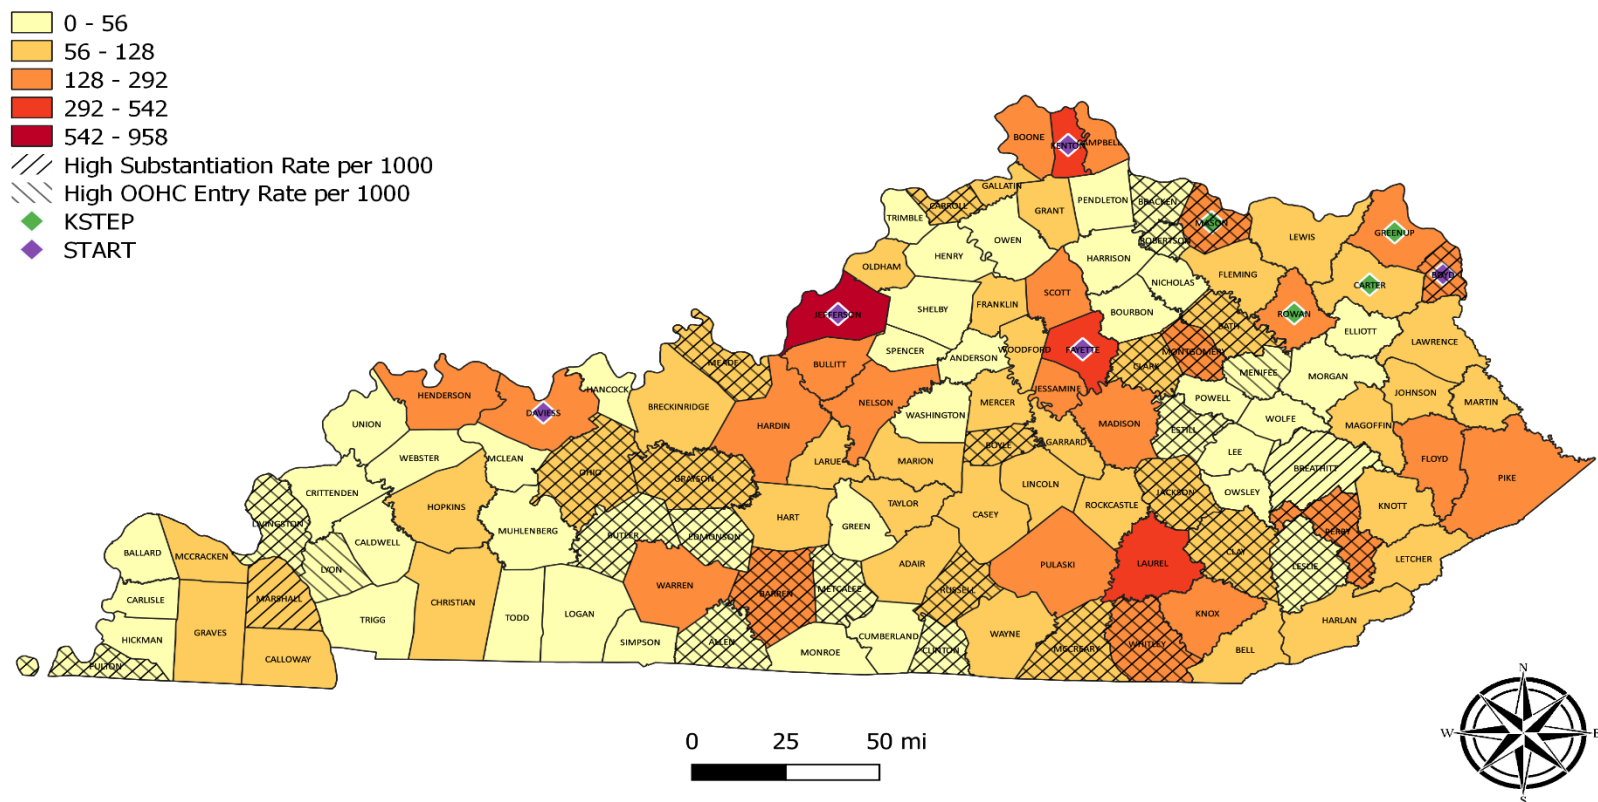 0 - 56
56 - 128
128 - 292
292 - 542
542 - 958
High Substantiation Rate per 1000
High OOHC Entry Rate per 1000
KSTEP
START
BOONE
KENTON
CAMPBELL
GALLATIN
CARROLL
GRANT
PENDLETON
BRACKEN
MASON
TRIMBLE
ROBERTSON
LEWIS
GREENUP
OWEN
HENRY
HARRISON
OLDHAM
FLEMING
BOYD
CARTER
NICHOLAS
SCOTT
FRANKLIN
SHELBY
BOURBON
JEFFERSON
ROWAN
BATH
ELLIOTT
LAWRENCE
SPENCER
ANDERSON
WOODFORD
FAYETTE
MONTGOMERY
CLARK
BULLITT
MEADE
MENIFEE
MORGAN
HANCOCK
HENDERSON
DAVIESS
BRECKINRIDGE
NELSON
WASHINGTON
MERCER
JESSAMINE
POWELL
JOHNSON
MARTIN
UNION
HARDIN
MADISON
ESTILL
WOLFE
MAGOFFIN
BOYLE
GARRARD
WEBSTER
MCLEAN
LARUE
MARION
LEE
FLOYD
OHIO
GRAYSON
BREATHITT
PIKE
CRITTENDEN
LINCOLN
JACKSON
OWSLEY
HOPKINS
HART
TAYLOR
CASEY
ROCKCASTLE
KNOTT
LIVINGSTON
MUHLENBERG
BUTLER
EDMONSON
GREEN
PERRY
CALDWELL
BALLARD
MCCRACKEN
CLAY
LETCHER
LYON
ADAIR
PULASKI
LAUREL
LESLIE
WARREN
BARREN
METCALFE
RUSSELL
CARLISLE
MARSHALL
CHRISTIAN
TODD
LOGAN
TRIGG
KNOX
HARLAN
HICKMAN
GRAVES
SIMPSON
ALLEN
CUMBERLAND
WAYNE
WHITLEY
CALLOWAY
MONROE
CLINTON
MCCREARY
BELL
FULTON
0 25 50 mi
N
W E
S